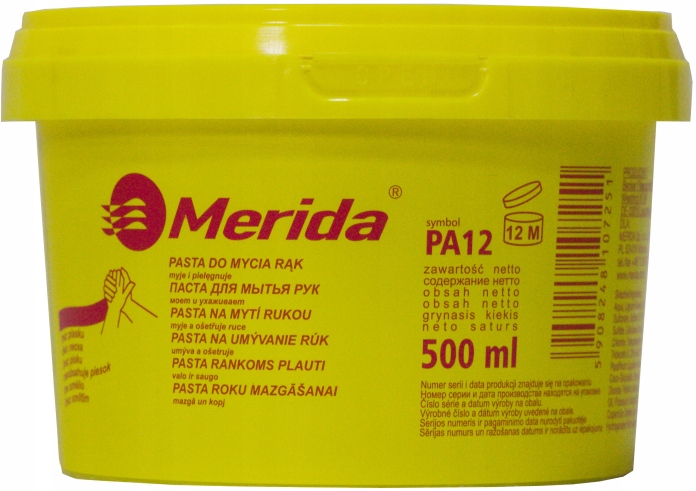 Merida®
PASTA DO MYCIA RĄK
myje i pielęgnuje
ПАСТА ДЛЯ МЫТЬЯ РУК
моет и ухаживает
PASTA NA MYTÍ RUKOU
myje a ošetřuje ruce
PASTA NA UMÝVANIE RÚK
umýva a ošetruje
PASTA RANKOMS PLAUTI
valo ir saugo
PASTA ROKU MAZGĀŠANAI
mazgā un kopj
symbol
PA12
12 M
zawartość netto
содержание нетто
obsah netto
obsah netto
grynasis kiekis
neto saturs
500 ml
Numer serii i data produkcji znajduje się na opakowaniu.
Номер серии и дата производства находятся на упаковке.
Číslo série a datum výroby na obalu.
Výrobné číslo a dátum výroby uvedené na obale.
Serijos numeris ir pagaminimo data nurodyti pakuotėje
Sērijas numurs un ražošanas datums ir norādīts uz iepakojuma
5908248107251